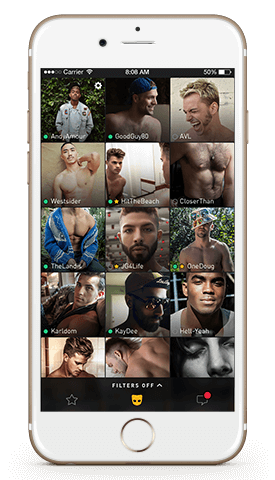 Carrier 8:08 AM 50%
AndyAmour GoodGuy80 AVL
Westsider HitTheBeach CloserThan
TheLandis JG4Life OneDoug
Karldom KayDee Hell-Yeah
FILTERS OFF